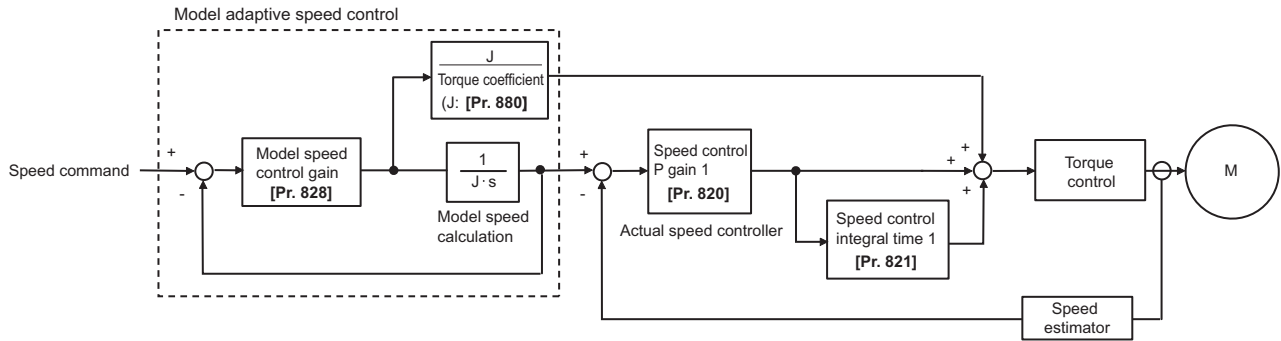 Model adaptive speed control
J
Torque coefficient
(J: [Pr. 880]
Speed command
+
-
Model speed
control gain
[Pr. 828]
1
J·s
Model speed
calculation
+
-
Speed control
P gain 1
[Pr. 820]
Actual speed controller
Speed control
integral time 1
[Pr. 821]
+
+
+
Torque
control
M
Speed
estimator